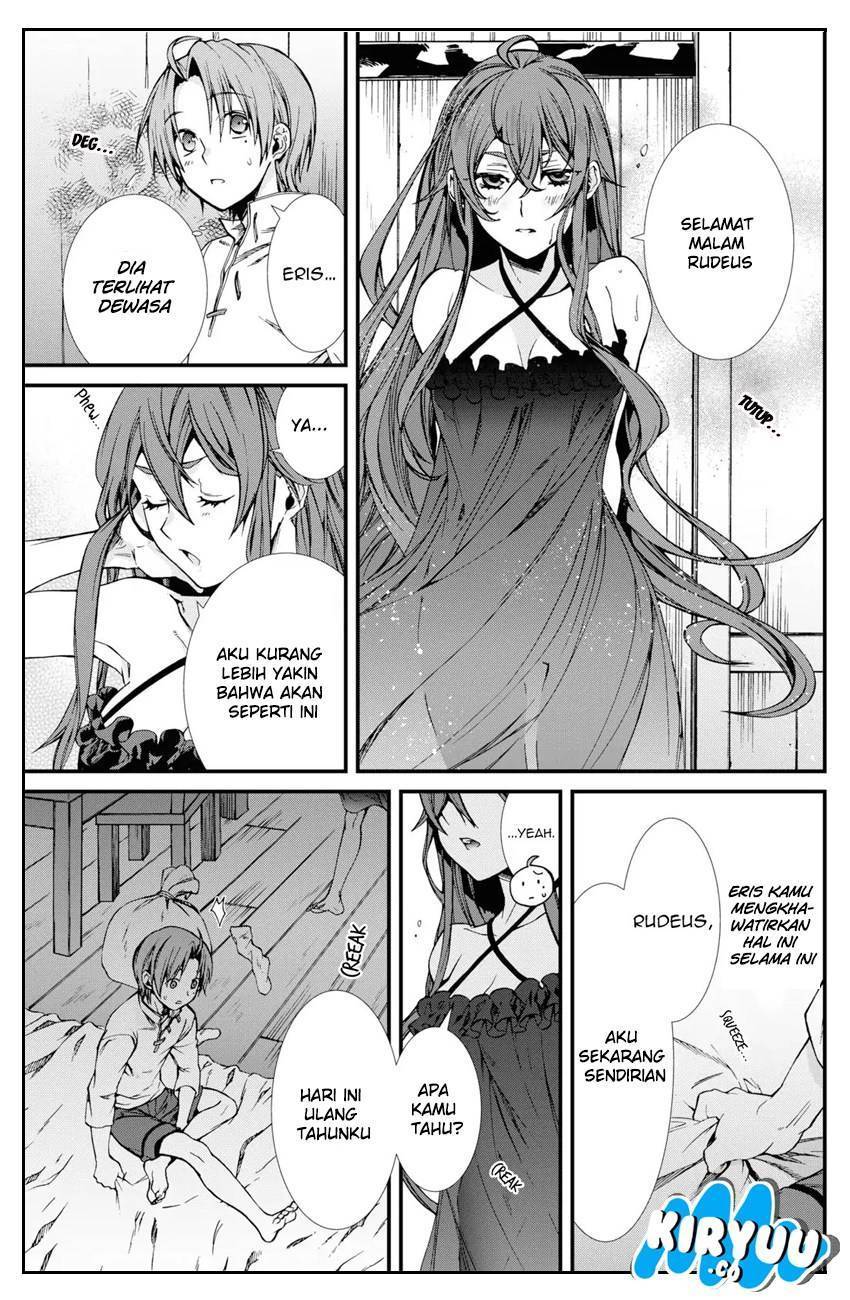 SELAMAT
MALAM
RUDEUS
TUTUP...
DEG...
ERIS...
DIA
TERLIHAT
DEWASA
Phew...
YA...
AKU KURANG
LEBIH YAKIN
BAHWA AKAN
SEPERTI INI
ERIS KAMU
MENGKHA-
WATIRKAN
HAL INI
SELAMA INI
RUDEUS,
AKU
SEKARANG
SENDIRIAN
SQUEEZE...
...YEAH.
APA
KAMU
TAHU?
CREAK
HARI INI
ULANG
TAHUNKU
CREEAK
KIRYUU
.CO